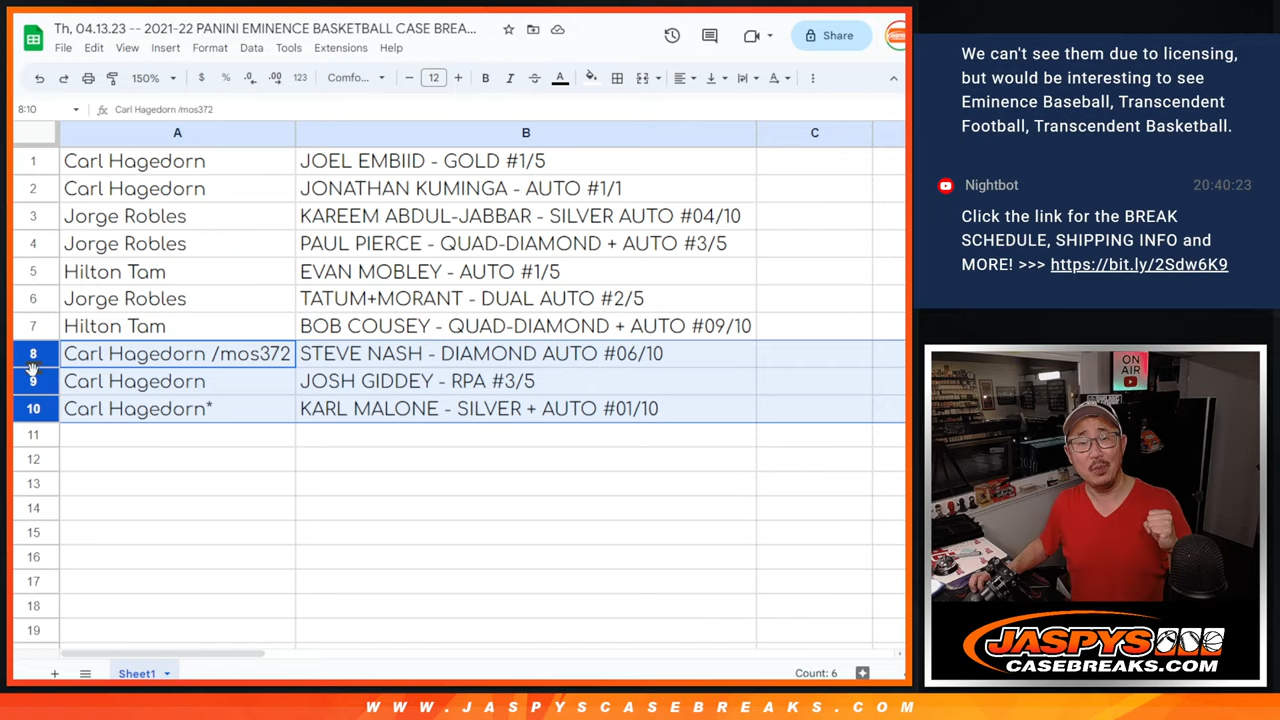 Th, 04.13.23 -- 2021-22 PANINI EMINENCE BASKETBALL CASE BREA...
File Edit View Insert Format Data Tools Extensions Help
Share
150% $ % .0 .00 123 Comfo... − 12 + B I A
8:10 fx Carl Hagedorn /mos372
A B C
1 Carl Hagedorn JOEL EMBIID - GOLD #1/5
2 Carl Hagedorn JONATHAN KUMINGA - AUTO #1/1
3 Jorge Robles KAREEM ABDUL-JABBAR - SILVER AUTO #04/10
4 Jorge Robles PAUL PIERCE - QUAD-DIAMOND + AUTO #3/5
5 Hilton Tam EVAN MOBLEY - AUTO #1/5
6 Jorge Robles TATUM+MORANT - DUAL AUTO #2/5
7 Hilton Tam BOB COUSEY - QUAD-DIAMOND + AUTO #09/10
8 Carl Hagedorn /mos372 STEVE NASH - DIAMOND AUTO #06/10
9 Carl Hagedorn JOSH GIDDEY - RPA #3/5
10 Carl Hagedorn* KARL MALONE - SILVER + AUTO #01/10
11
12
13
14
15
16
17
18
19
+ Sheet1 Count: 6
We can't see them due to licensing,
but would be interesting to see
Eminence Baseball, Transcendent
Football, Transcendent Basketball.
Nightbot 20:40:23
Click the link for the BREAK
SCHEDULE, SHIPPING INFO and
MORE! >>> https://bit.ly/2Sdw6K9
ON
AIR
JASPYS
CASEBREAKS.COM
WWW.JASPYSCASEBREAKS.COM